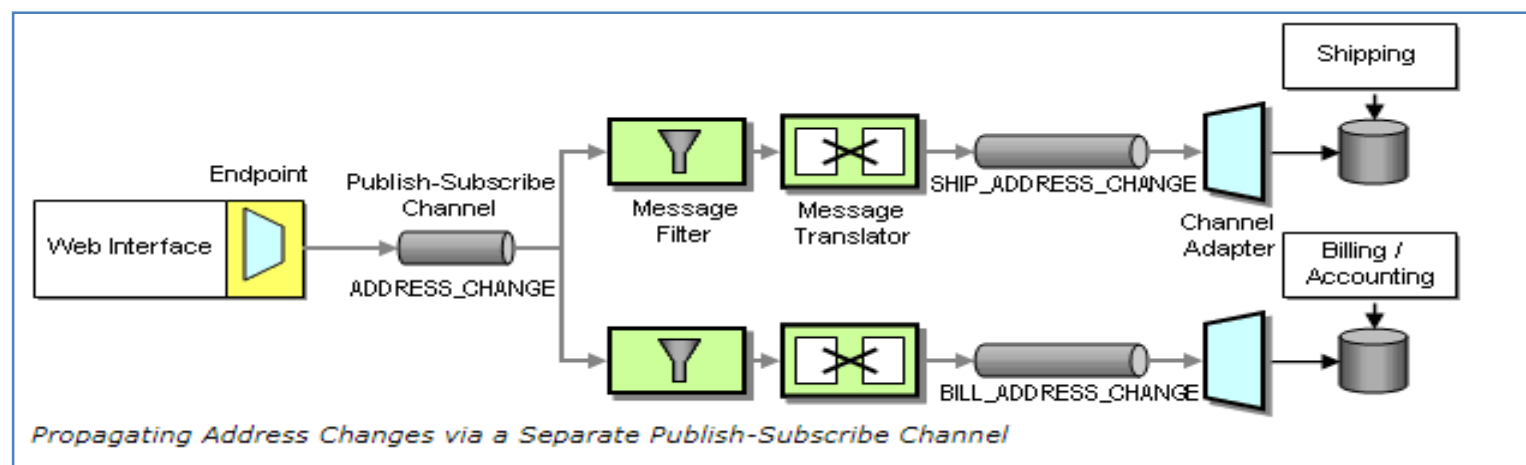 Shipping
Endpoint
Publish-Subscribe
Channel
Web Interface
ADDRESS_CHANGE
Message
Filter
Message
Translator
SHIP_ADDRESS_CHANGE
Channel
Adapter
Billing /
Accounting
BILL_ADDRESS_CHANGE
Propagating Address Changes via a Separate Publish-Subscribe Channel